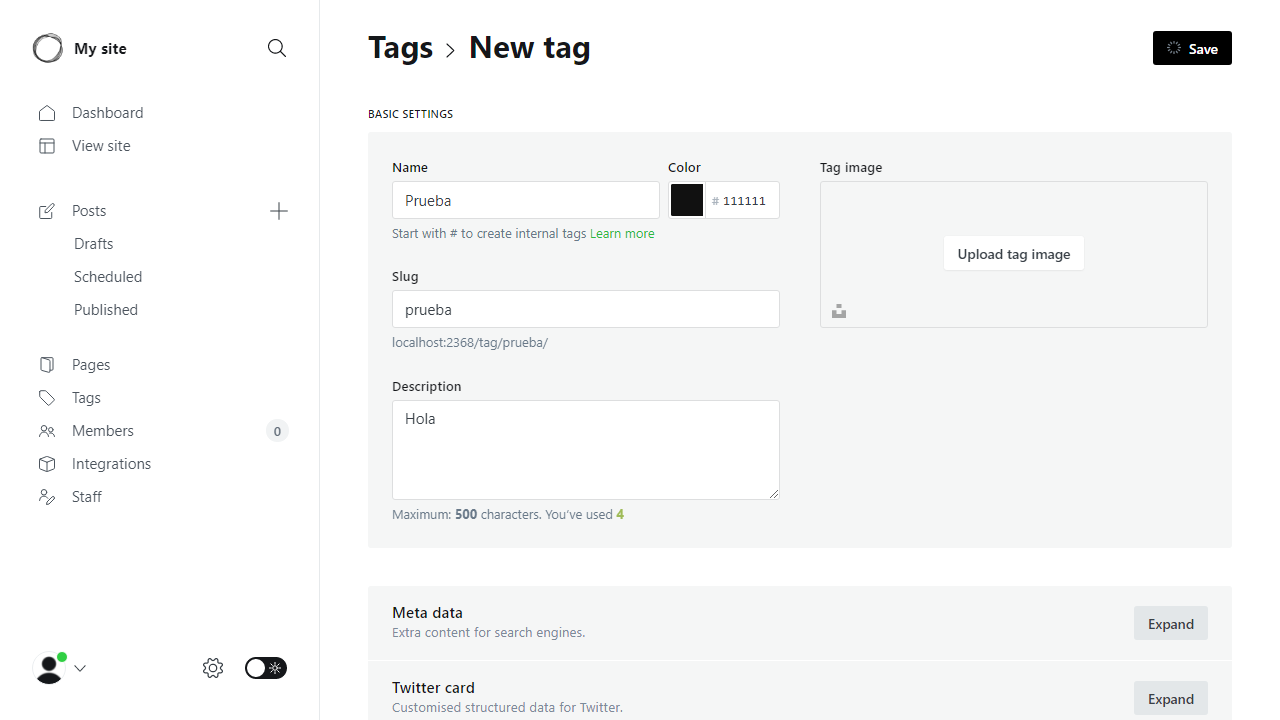 My site
Dashboard
View site
Posts
Drafts
Scheduled
Published
Pages
Tags
Members
0
Integrations
Staff
Tags > New tag
Save
BASIC SETTINGS
Name
Prueba
Start with # to create internal tags Learn more
Color
# 111111
Slug
prueba
localhost:2368/tag/prueba/
Description
Hola
Maximum: 500 characters. You’ve used 4
Tag image
Upload tag image
Meta data
Extra content for search engines.
Expand
Twitter card
Customised structured data for Twitter.
Expand